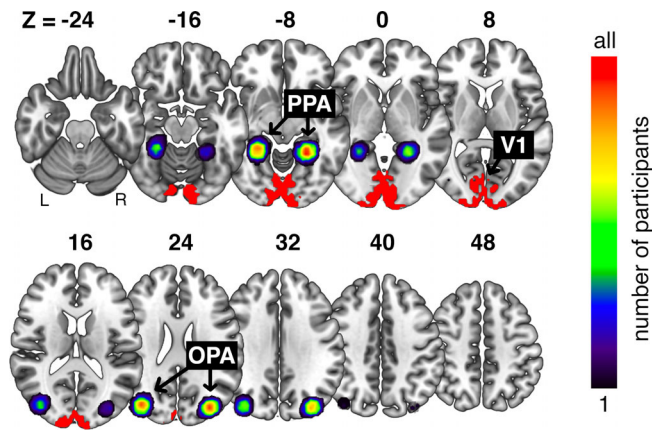 Z = -24 -16 -8 0 8
all
PPA
V1
L R
number of participants
16 24 32 40 48
OPA
1